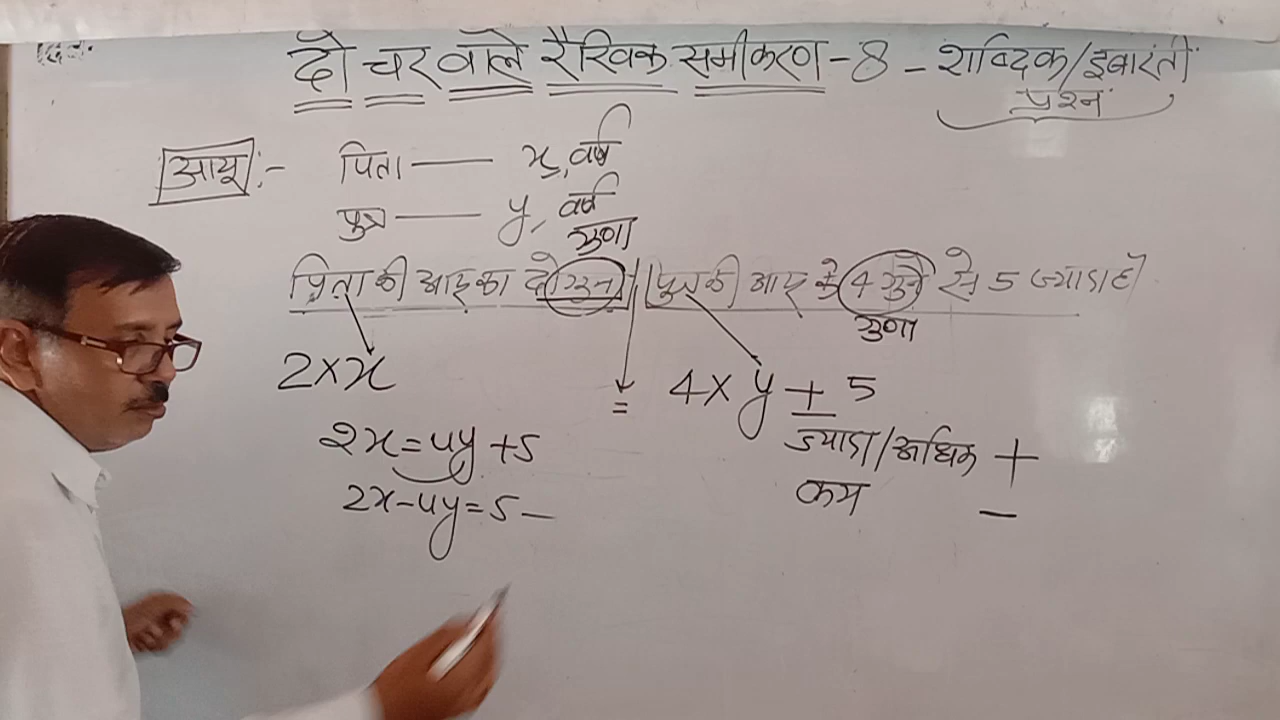 दो चर वाले रैखिक समीकरण - 8 - शाब्दिक/इबारती
प्रश्न
आयु :- पिता — x, वर्ष
पुत्र — y, वर्ष
गुणा
पिता की आयु का दो गुना पुत्र की आयु के 4 गुने से 5 ज्यादा है
गुणा
2×x = 4×y + 5
2x=4y+5 ज्यादा/अधिक +
2x-4y=5- कम -